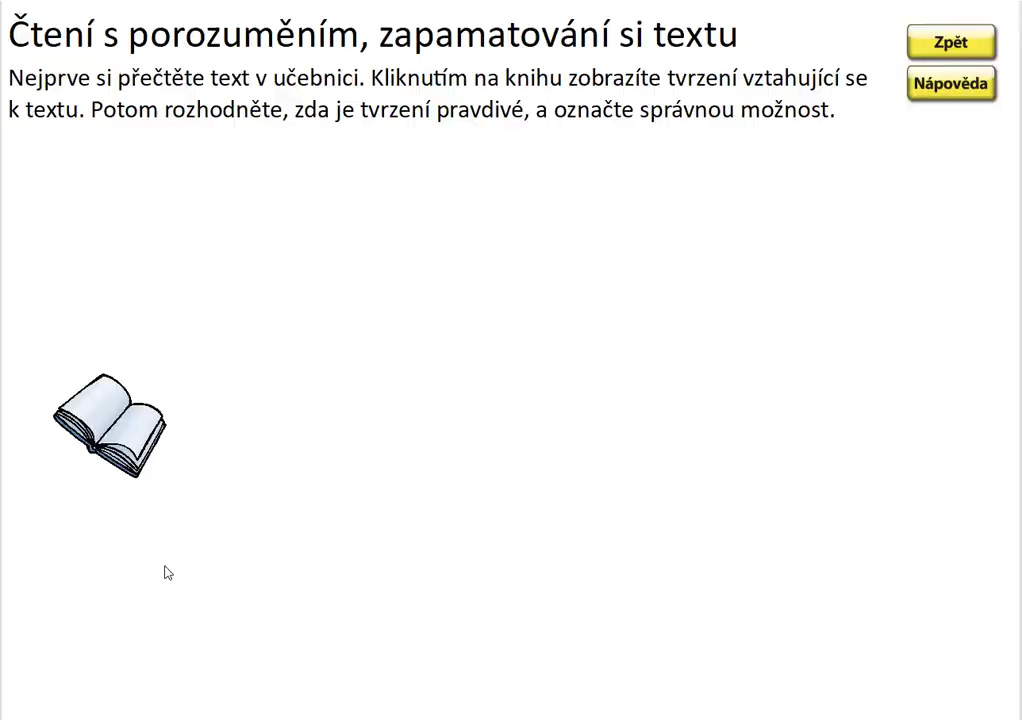 Čtení s porozuměním, zapamatování si textu
Zpět
Nejprve si přečtěte text v učebnici. Kliknutím na knihu zobrazíte tvrzení vztahující se
Nápověda
k textu. Potom rozhodněte, zda je tvrzení pravdivé, a označte správnou možnost.